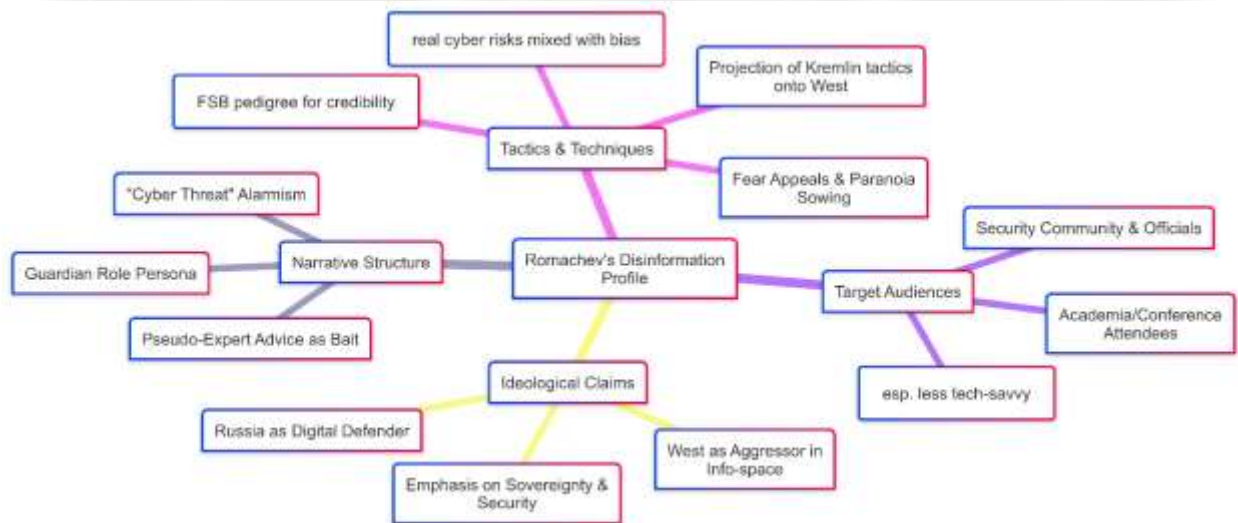 real cyber risks mixed with bias
Projection of Kremlin tactics
onto West
FSB pedigree for credibility
Tactics & Techniques
Fear Appeals & Paranoia
Sowing
"Cyber Threat" Alarmism
Security Community & Officials
Guardian Role Persona
Narrative Structure
Romachev's Disinformation
Profile
Target Audiences
Academia/Conference
Attendees
Pseudo-Expert Advice as Bait
Ideological Claims
esp. less tech-savvy
Russia as Digital Defender
West as Aggressor in
Info-space
Emphasis on Sovereignty &
Security